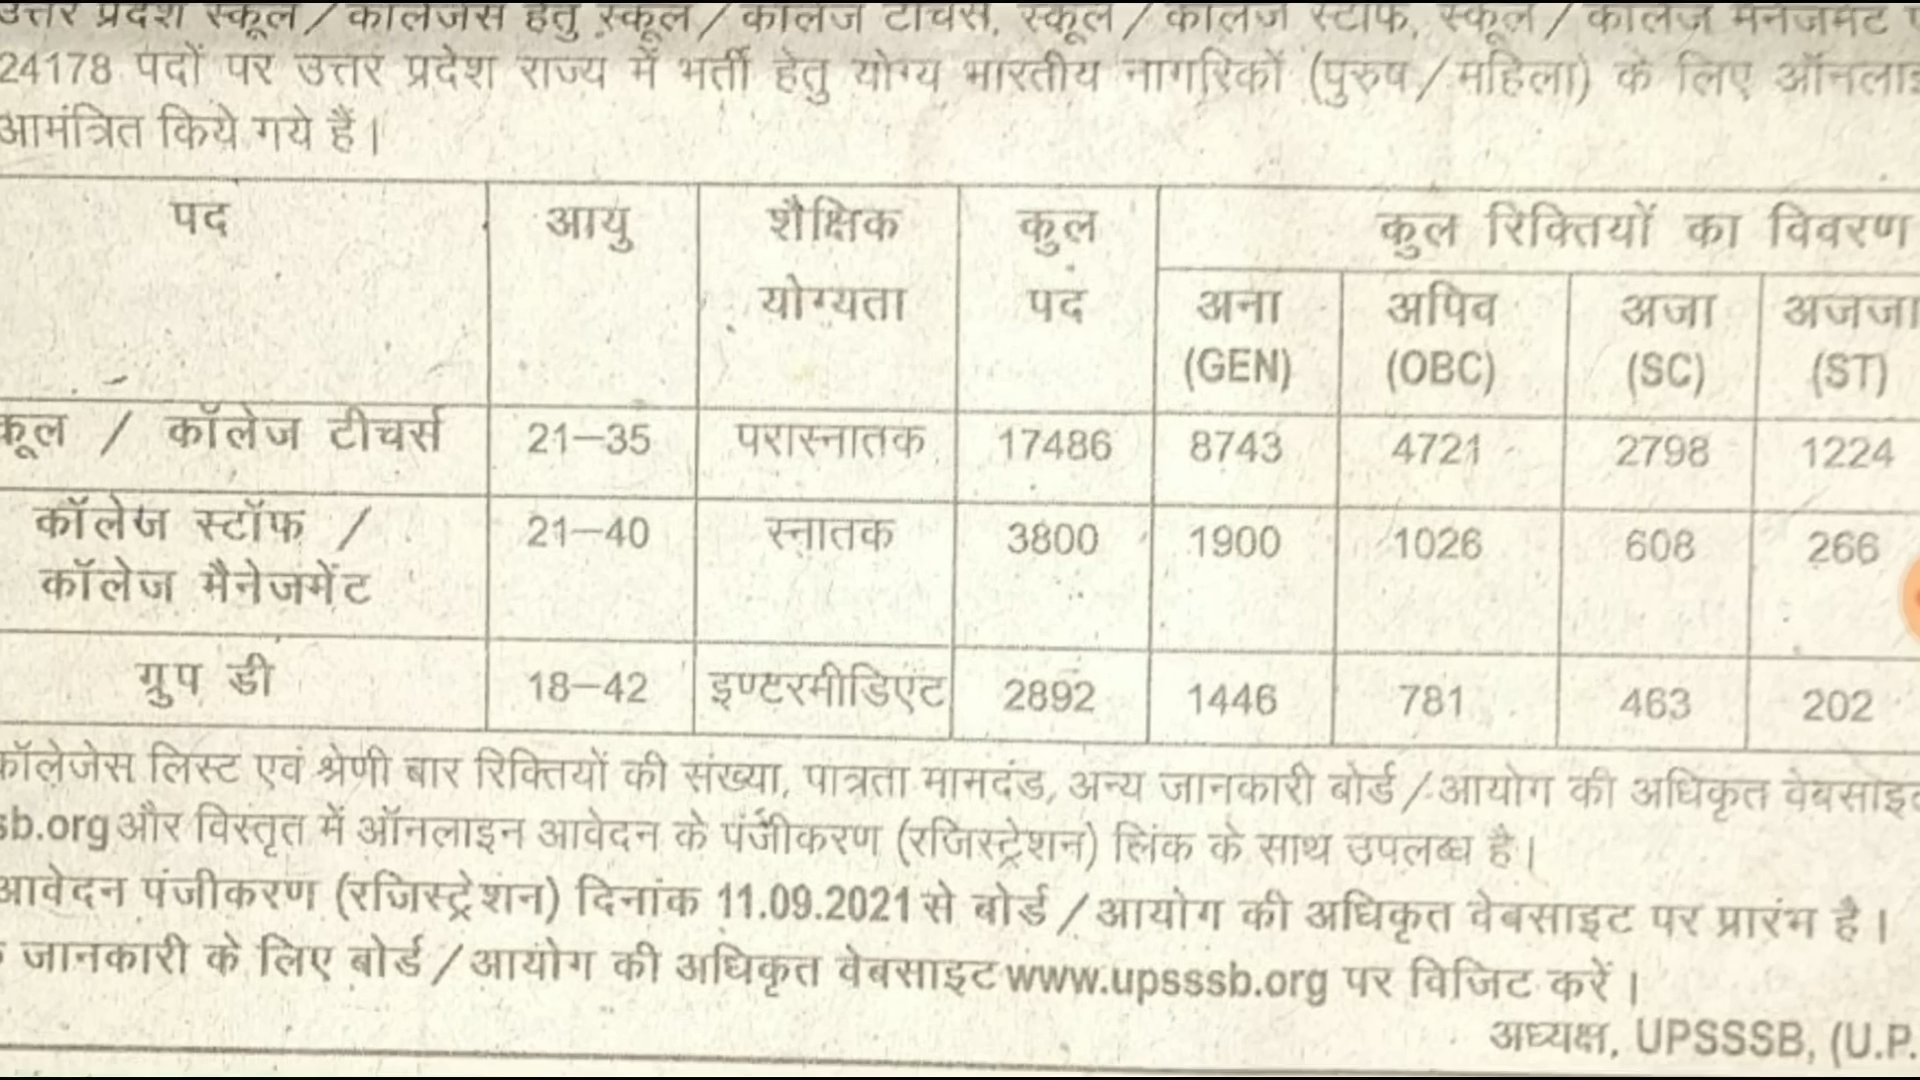 उत्तर प्रदेश स्कूल / कॉलेजेस हेतु स्कूल / कॉलेज टीचर्स, स्कूल / कॉलेज स्टॉफ, स्कूल / कॉलेज मैनेजमेंट
24178 पदों पर उत्तर प्रदेश राज्य में भर्ती हेतु योग्य भारतीय नागरिकों (पुरुष / महिला) के लिए
आमंत्रित किये गये हैं।
पद आयु शैक्षिक योग्यता कुल पद कुल रिक्तियों का विवरण
अना (GEN) अपिव (OBC) अजा (SC) अजजा (ST)
कॉलेज टीचर्स 21–35 परास्नातक 17486 8743 4721 2798 1224
कॉलेज स्टॉफ / 21–40 स्नातक 3800 1900 1026 608 266
कॉलेज मैनेजमेंट
ग्रुप डी 18–42 इण्टरमीडिएट 2892 1446 781 463 202
कॉलेजेस लिस्ट एवं श्रेणी बार रिक्तियों की संख्या, पात्रता मानदंड, अन्य जानकारी बोर्ड / आयोग की अधिकृत
sb.org और विस्तृत में ऑनलाइन आवेदन के पंजीकरण (रजिस्ट्रेशन) लिंक के साथ उपलब्ध है।
आवेदन पंजीकरण (रजिस्ट्रेशन) दिनांक 11.09.2021 से बोर्ड / आयोग की अधिकृत वेबसाइट पर प्रारंभ है।
जानकारी के लिए बोर्ड / आयोग की अधिकृत वेबसाइट www.upsssb.org पर विजिट करें।
अध्यक्ष, UPSSSB, (U.P.